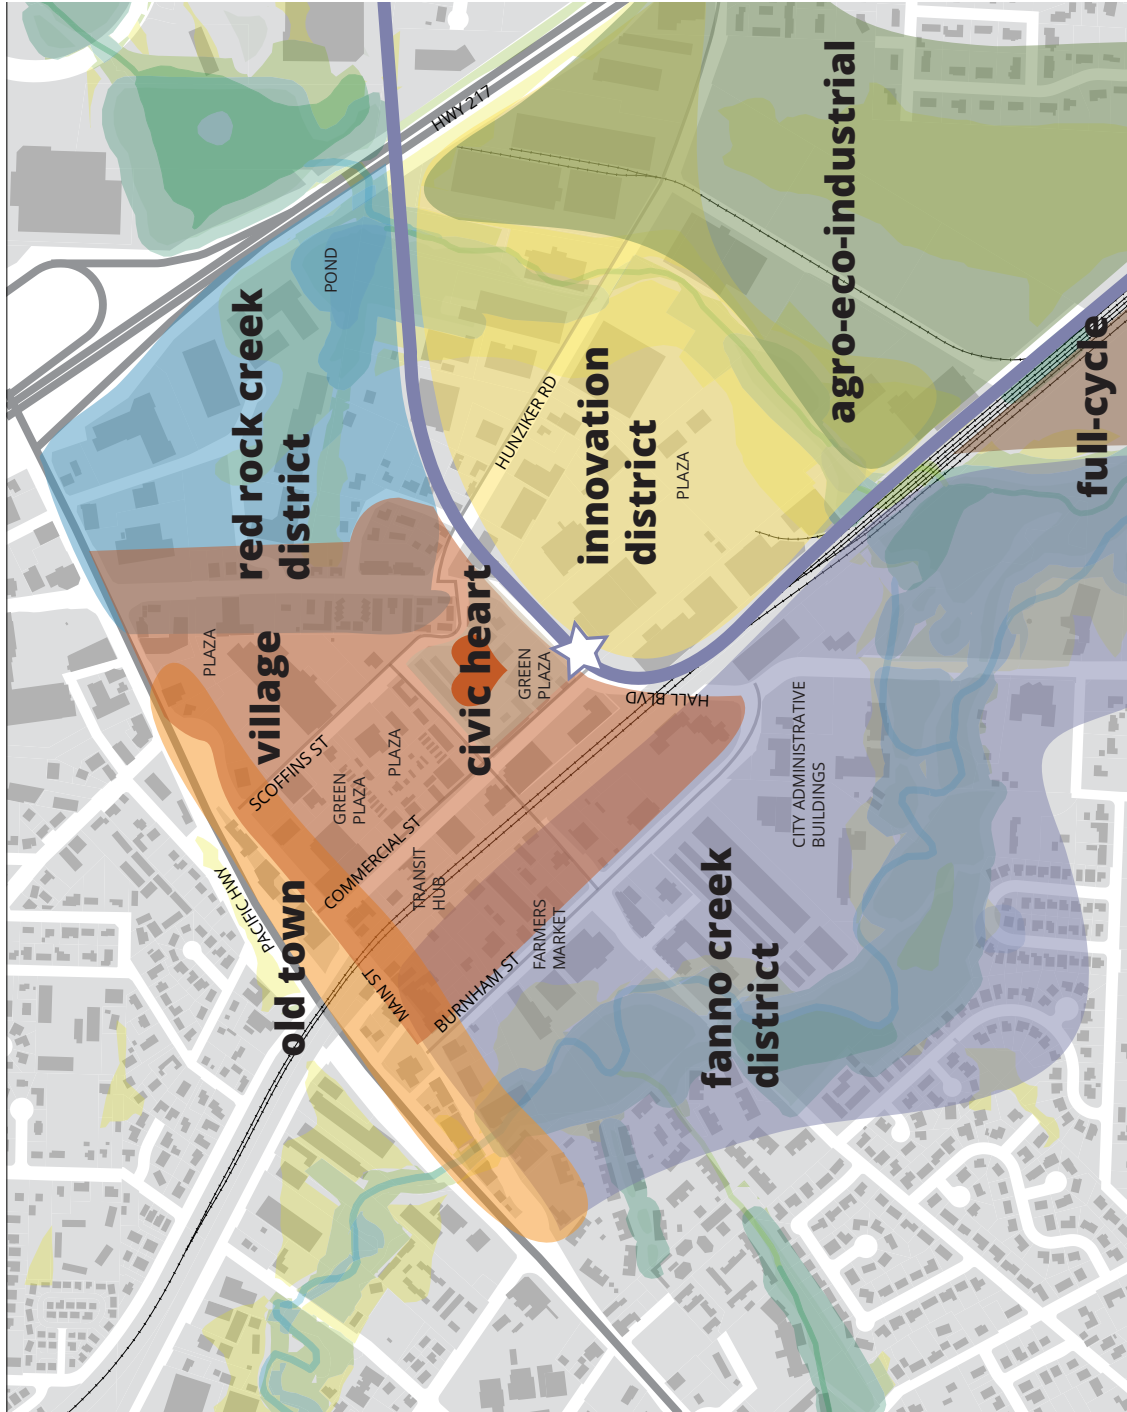 HWY 217
POND
red rock creek
district
HUNZIKER RD
agro-eco-industrial
full-cycle
innovation
district
PLAZA
PLAZA
village
civic heart
GREEN
PLAZA
HALL BLVD
SCOFFINS ST
PLAZA
GREEN
PLAZA
COMMERCIAL ST
TRANSIT
HUB
CITY ADMINISTRATIVE
BUILDINGS
PACIFIC HWY
old town
MAIN ST
BURNHAM ST
FARMERS
MARKET
fanno creek
district